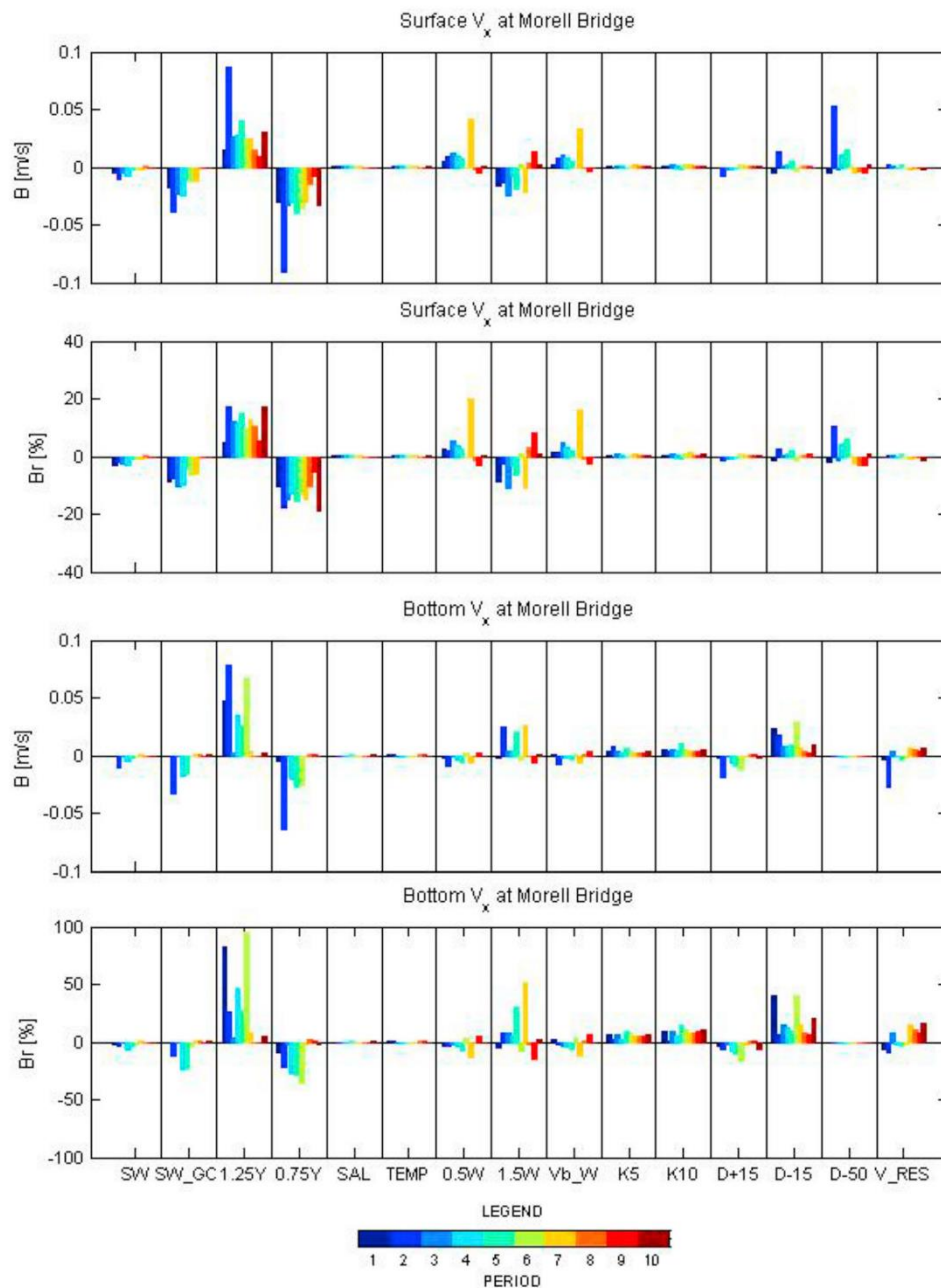 Surface Vx at Morell Bridge
0.1
0.05
0
-0.05
-0.1
B [m/s]
Surface Vx at Morell Bridge
40
20
0
-20
-40
Br [%]
Bottom Vx at Morell Bridge
0.1
0.05
0
-0.05
-0.1
B [m/s]
Bottom Vx at Morell Bridge
100
50
0
-50
-100
Br [%]
SW SW_GC 1.25Y 0.75Y SAL TEMP 0.5W 1.5W Vb_W K5 K10 D+15 D-15 D-50 V_RES
LEGEND
1 2 3 4 5 6 7 8 9 10
PERIOD